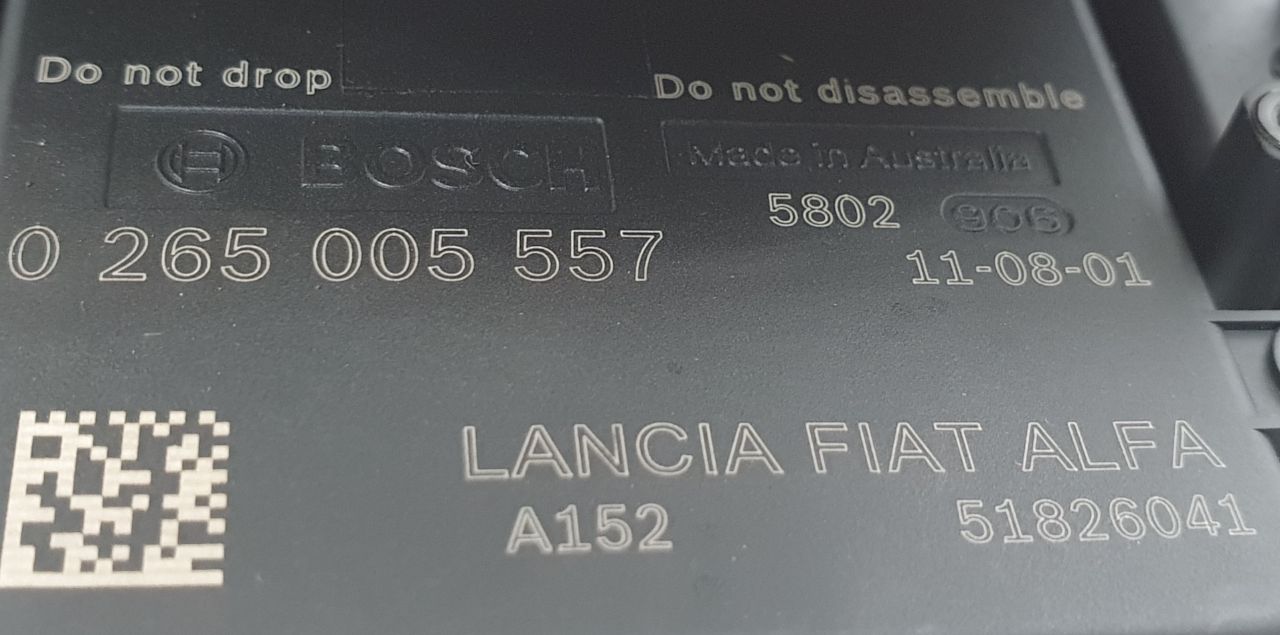 Do not drop
Do not disassemble
BOSCH
Made in Australia
5802 906
0 265 005 557
11-08-01
LANCIA FIAT ALFA
A152 51826041